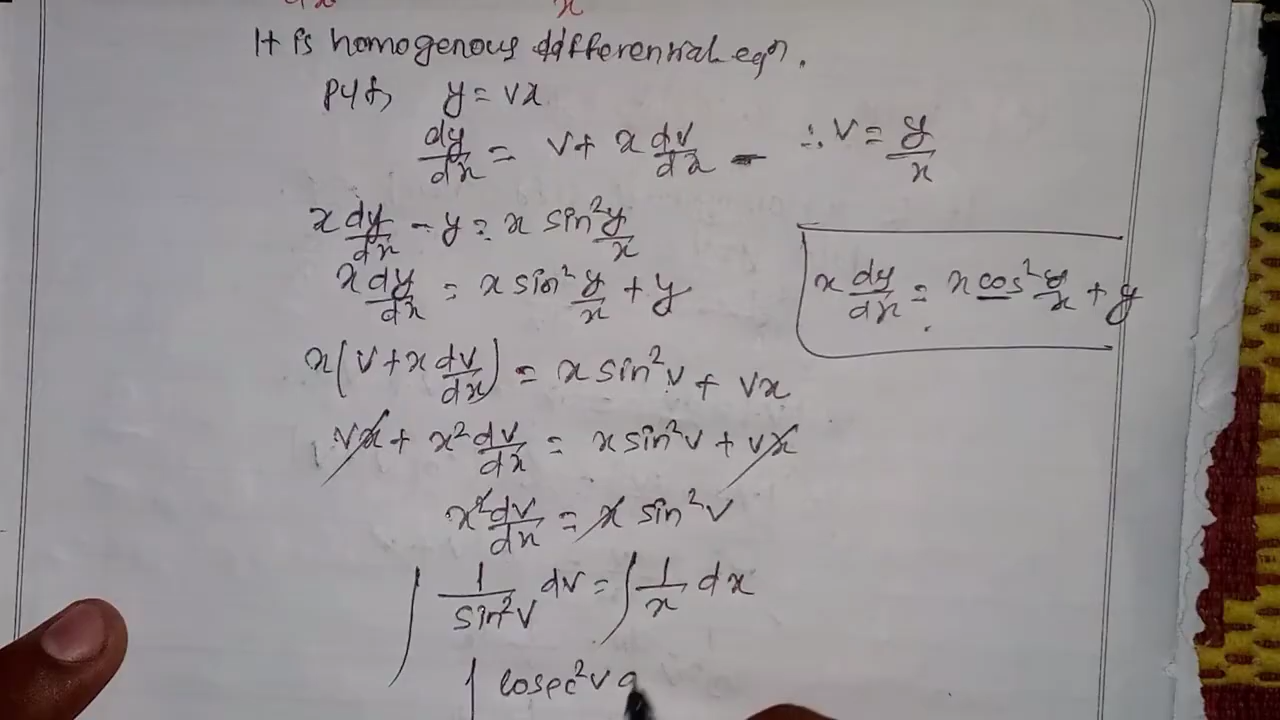 It is homogenous differential eqn.
put, y = vx
dy/dx = v + x dv/dx - ∴ v = y/x
x dy/dx - y = x sin² y/x
x dy/dx = x sin² y/x + y
x dy/dx = x cos² y/x + y
x(v + x dv/dx) = x sin² v + vx
vx + x² dv/dx = x sin² v + vx
x² dv/dx = x sin² v
∫ 1/sin² v dv = ∫ 1/x dx
∫ cosec² v